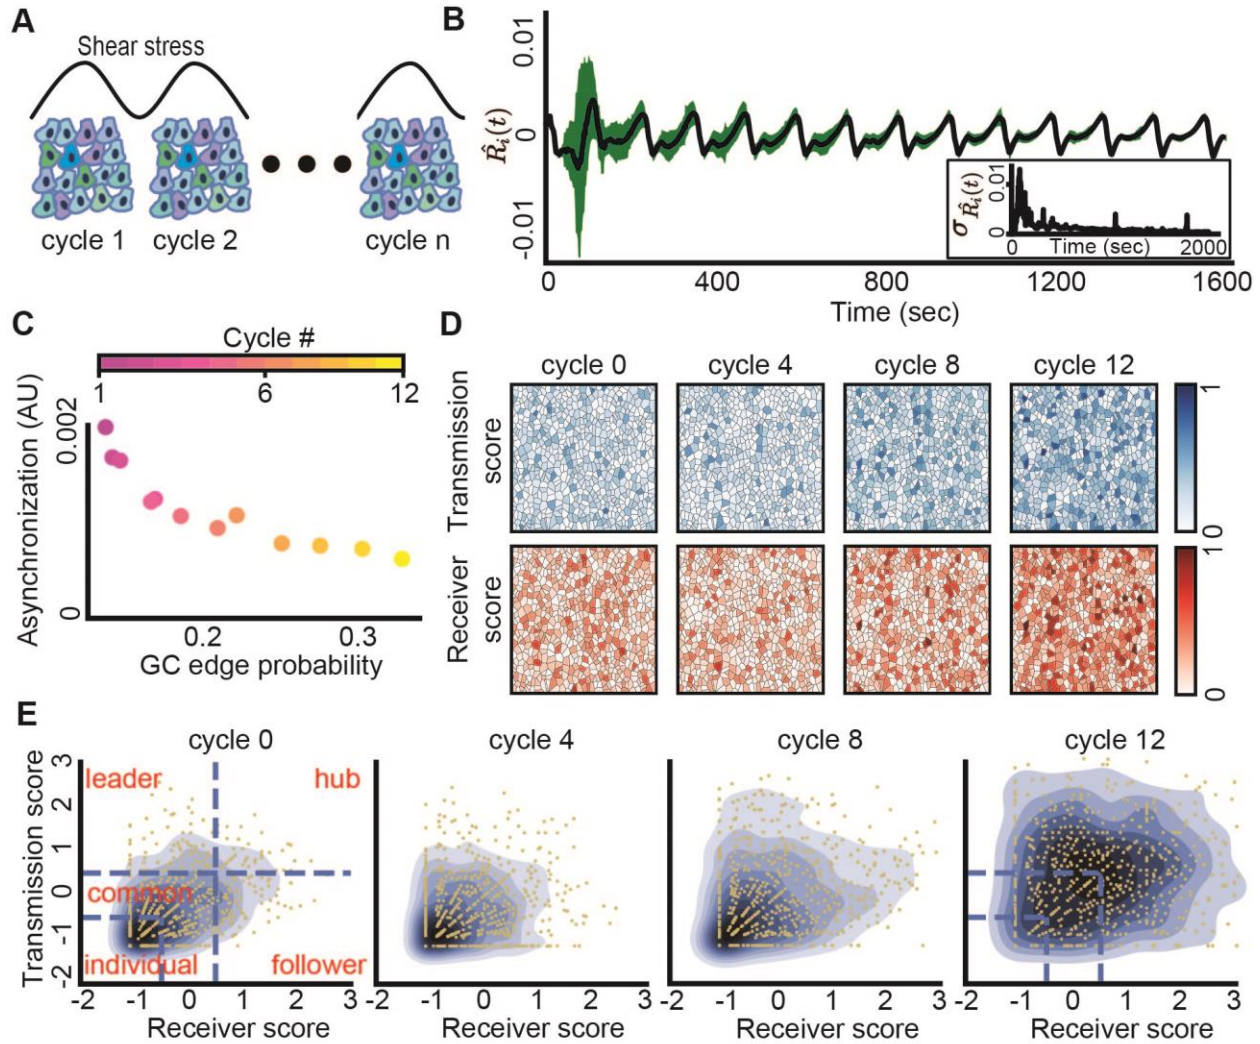 A
Shear stress
cycle 1
cycle 2
cycle n
B
R̂ᵢ(t)
0.01
0
-0.01
0
400
800
1200
1600
Time (sec)
σ R̂ᵢ(t)
0.01
0
0
Time (sec)
2000
C
Cycle #
1
6
12
Asynchronization (AU)
0.002
0
0.2
0.3
GC edge probability
D
cycle 0
cycle 4
cycle 8
cycle 12
Transmission
score
1
0
Receiver
score
1
0
E
cycle 0
cycle 4
cycle 8
cycle 12
Transmission score
3
2
1
0
-1
-2
leader
hub
common
individual
follower
-2 -1 0 1 2 3
-2 -1 0 1 2 3
-2 -1 0 1 2 3
-1 0 1 2 3
Receiver score
Receiver score
Receiver score
Receiver score